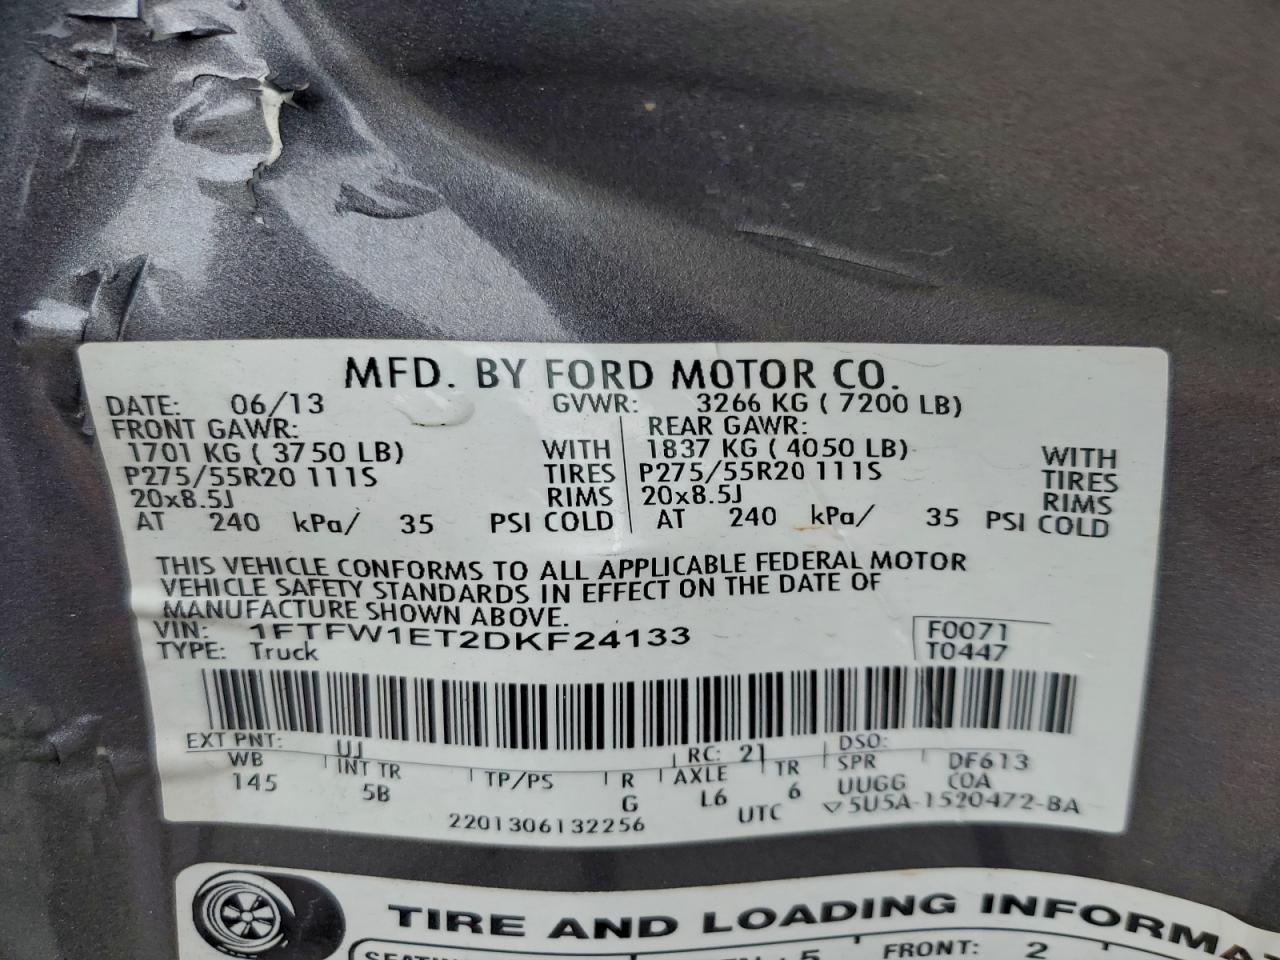 MFD. BY FORD MOTOR CO.
DATE: 06/13 GVWR: 3266 KG ( 7200 LB)
FRONT GAWR: REAR GAWR:
1701 KG ( 3750 LB) WITH 1837 KG ( 4050 LB) WITH
P275/55R20 111S TIRES P275/55R20 111S TIRES
20x8.5J RIMS 20x8.5J RIMS
AT 240 kPa/ 35 PSI COLD AT 240 kPa/ 35 PSI COLD
THIS VEHICLE CONFORMS TO ALL APPLICABLE FEDERAL MOTOR
VEHICLE SAFETY STANDARDS IN EFFECT ON THE DATE OF
MANUFACTURE SHOWN ABOVE.
VIN: 1FTFW1ET2DKF24133 F0071
TYPE: Truck T0447
EXT PNT: UJ RC: 21 DSO:
WB INT TR TP/PS R AXLE TR SPR DF613
145 5B G L6 6 UUGG COA
UTC ▽5U5A-1520472-BA
2201306132256
TIRE AND LOADING INFORMA
5 FRONT: 2